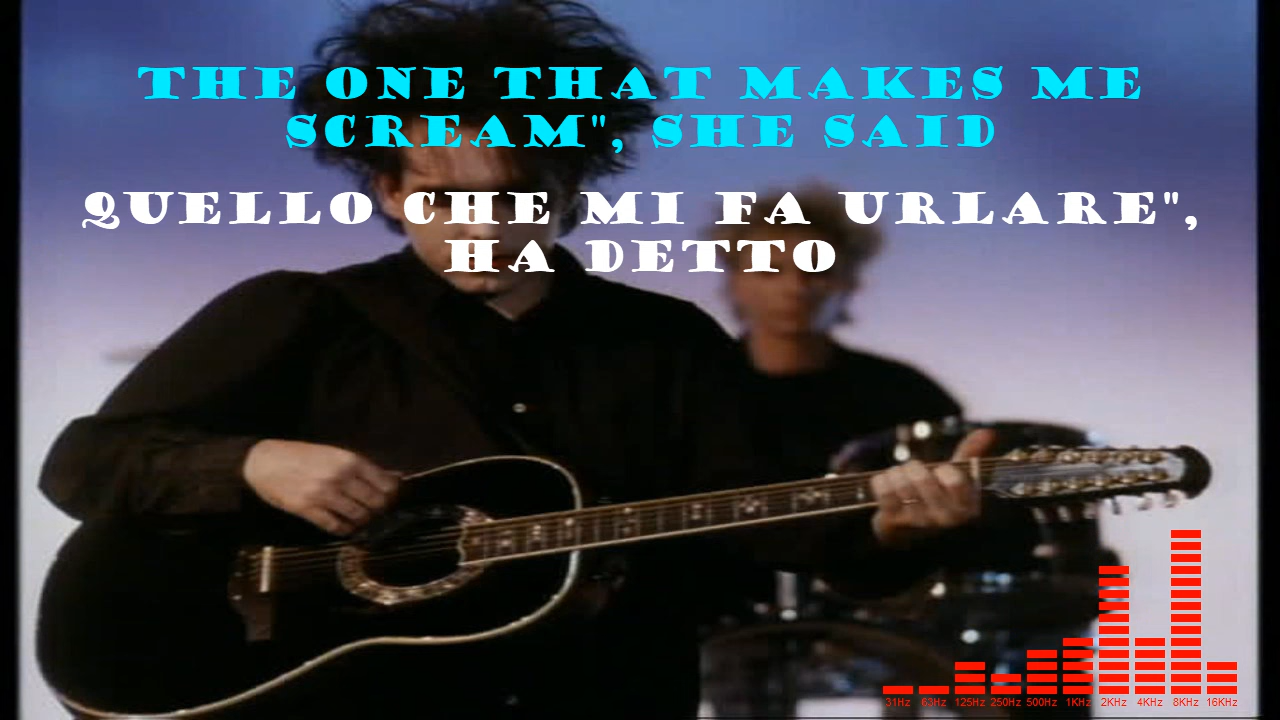 THE ONE THAT MAKES ME
SCREAM", SHE SAID
QUELLO CHE MI FA URLARE",
HA DETTO
31Hz 63Hz 125Hz 250Hz 500Hz 1KHz 2KHz 4KHz 8KHz 16KHz